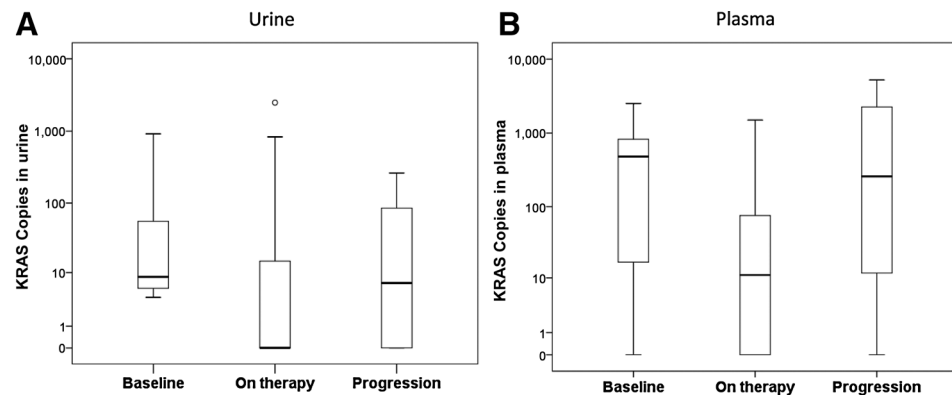 A
Urine
KRAS Copies in urine
10,000
1,000
100
10
1
0
Baseline
On therapy
Progression
B
Plasma
KRAS Copies in plasma
10,000
1,000
100
10
1
0
Baseline
On therapy
Progression